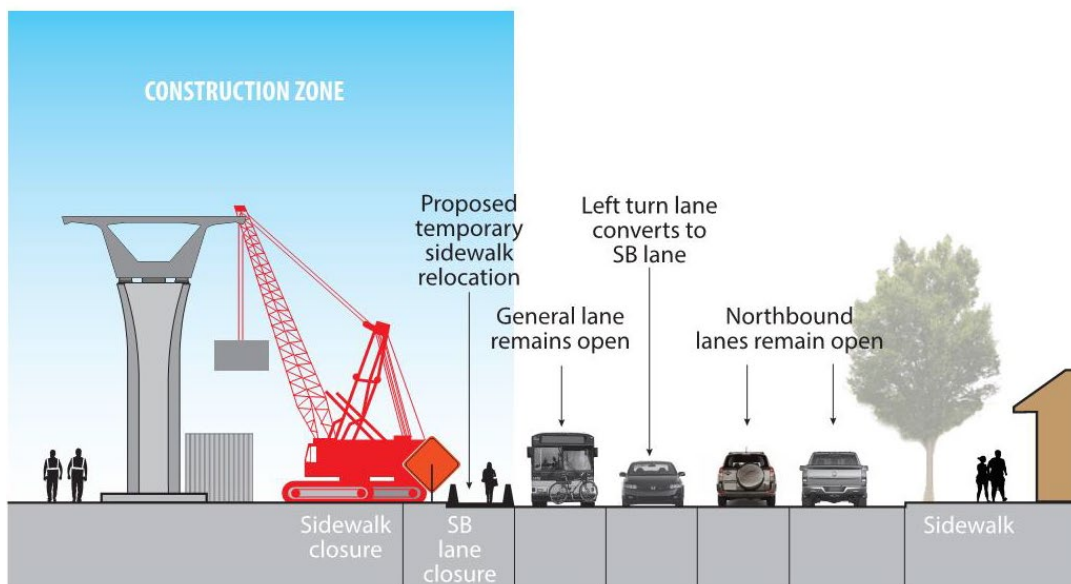 CONSTRUCTION ZONE
Proposed
temporary
sidewalk
relocation
General lane
remains open
Left turn lane
converts to
SB lane
Northbound
lanes remain open
Sidewalk
closure
SB
lane
closure
Sidewalk